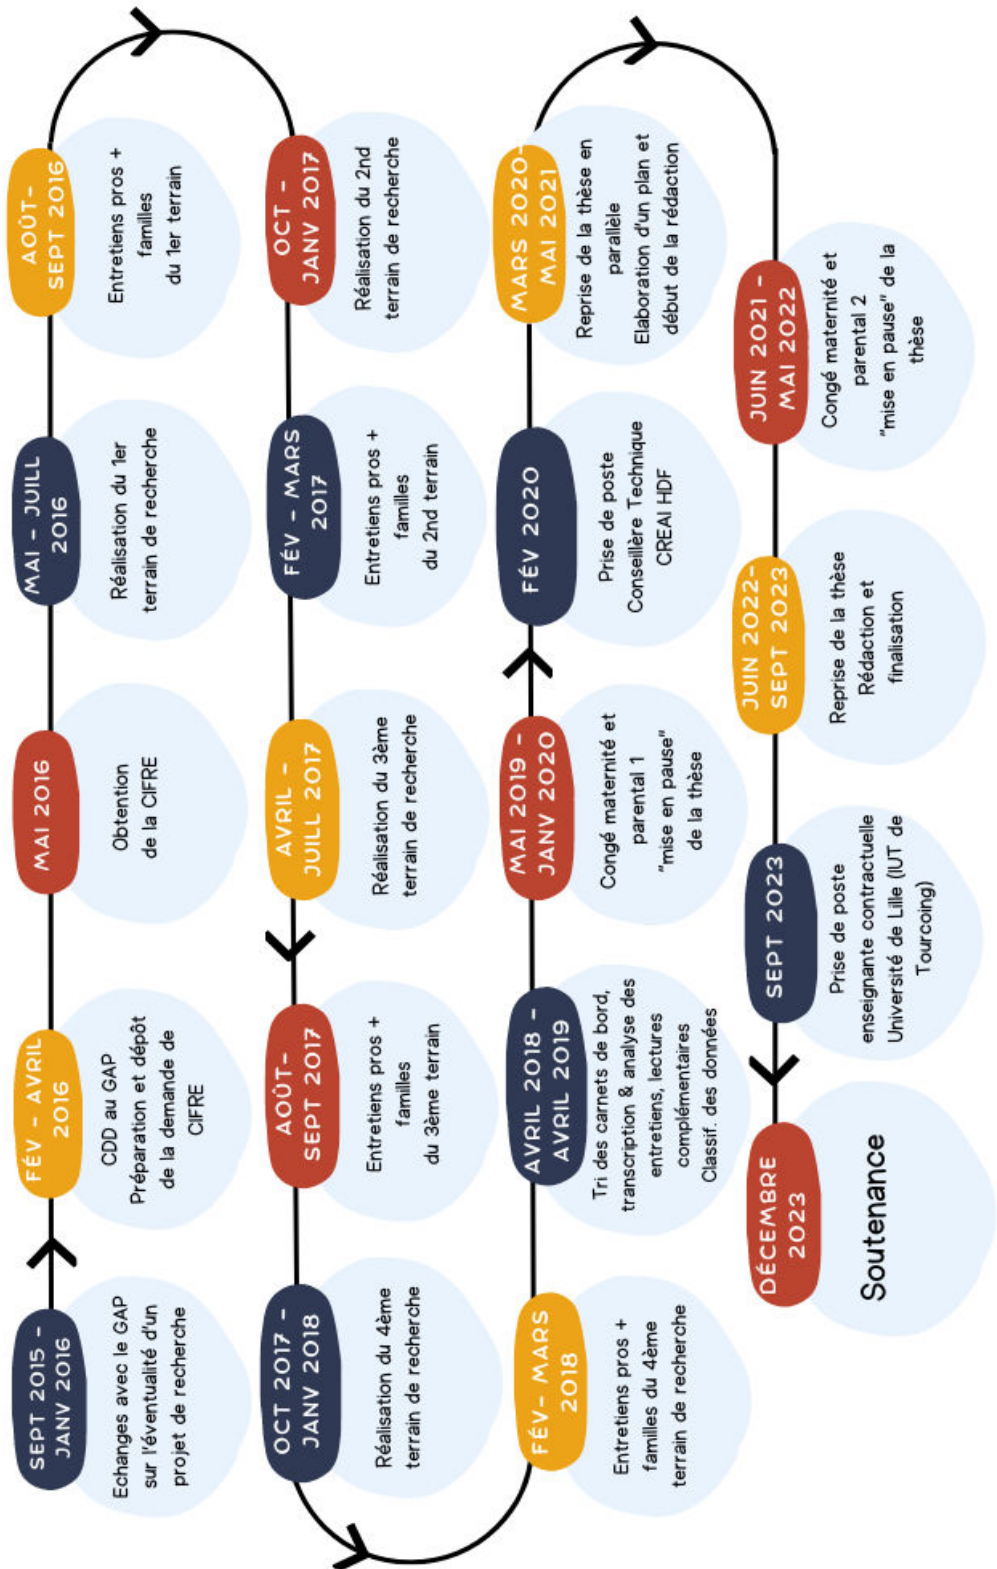 SEPT 2015 -
JANV 2016
Echanges avec le GAP
sur l'éventualité d'un
projet de recherche
FÉV - AVRIL
2016
CDD au GAP
Préparation et dépôt
de la demande de
CIFRE
MAI 2016
Obtention
de la CIFRE
MAI - JUILL
2016
Réalisation du 1er
terrain de recherche
AOÛT-
SEPT 2016
Entretiens pros +
familles
du 1er terrain
OCT -
JANV 2017
Réalisation du 2nd
terrain de recherche
FÉV - MARS
2017
Entretiens pros +
familles
du 2nd terrain
AVRIL -
JUILL 2017
Réalisation du 3ème
terrain de recherche
AOÛT-
SEPT 2017
Entretiens pros +
familles
du 3ème terrain
OCT 2017 -
JANV 2018
Réalisation du 4ème
terrain de recherche
FÉV- MARS
2018
Entretiens pros +
familles du 4ème
terrain de recherche
AVRIL 2018 -
AVRIL 2019
Tri des carnets de bord,
transcription & analyse des
entretiens, lectures
complémentaires
Classif. des données
MAI 2019 -
JANV 2020
Congé maternité et
parental 1
"mise en pause"
de la thèse
FÉV 2020
Prise de poste
Conseillère Technique
CREAI HDF
MARS 2020-
MAI 2021
Reprise de la thèse en
parallèle
Elaboration d'un plan et
début de la rédaction
JUIN 2021 -
MAI 2022
Congé maternité et
parental 2
"mise en pause" de la
thèse
JUIN 2022-
SEPT 2023
Reprise de la thèse
Rédaction et
finalisation
SEPT 2023
Prise de poste
enseignante contractuelle
Université de Lille (IUT de
Tourcoing)
DÉCEMBRE
2023
Soutenance